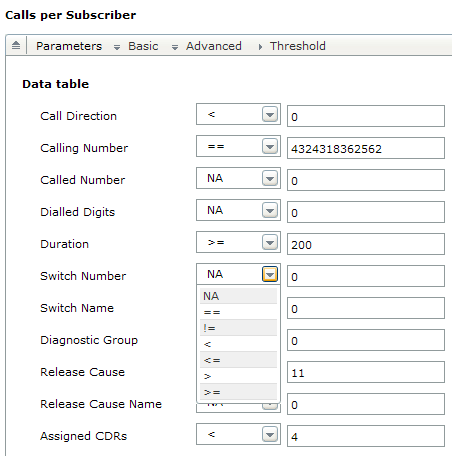 Calls per Subscriber
Parameters Basic Advanced Threshold
Data table
Call Direction < 0
Calling Number == 4324318362562
Called Number NA 0
Dialled Digits NA 0
Duration >= 200
Switch Number NA 0
NA
==
!=
<
<=
>
>=
Switch Name 0
Diagnostic Group 0
Release Cause 11
Release Cause Name NA 0
Assigned CDRs < 4